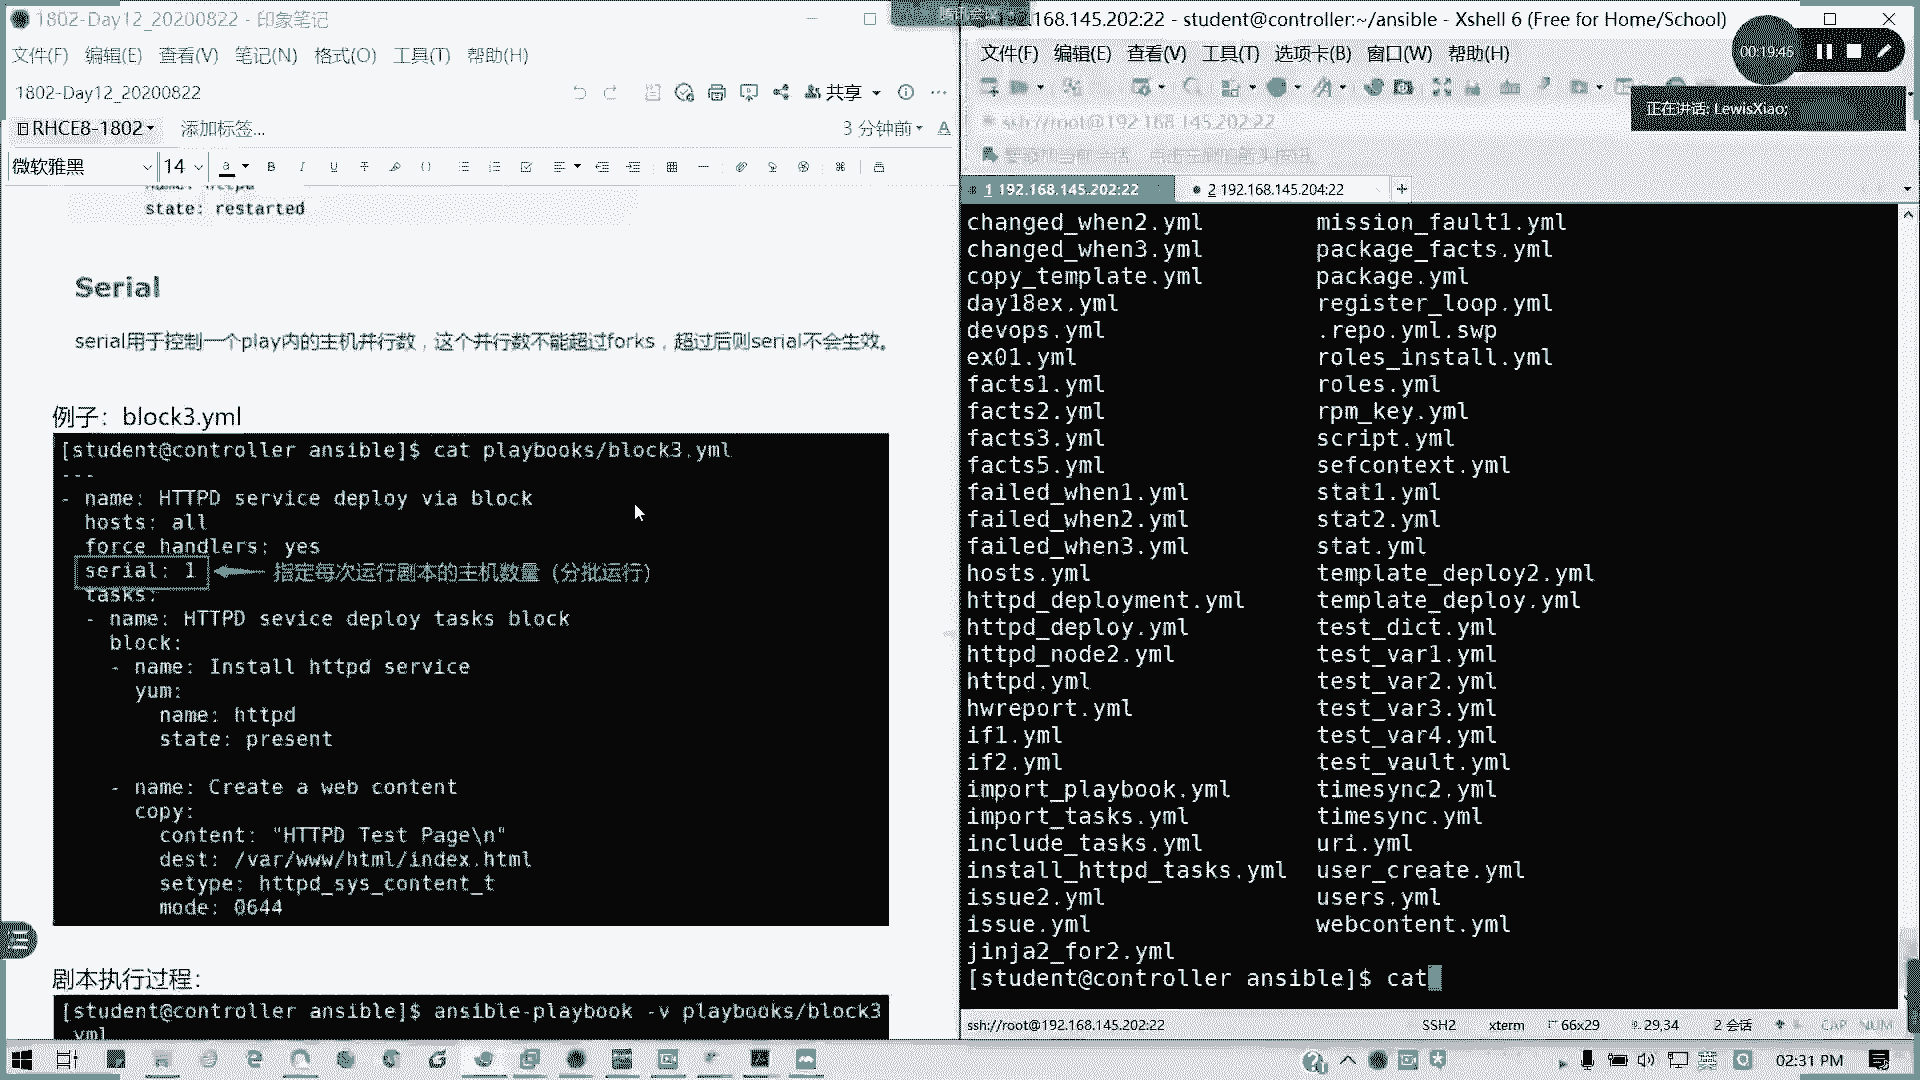 1802-Day12_20200822 - 印象笔记
文件(F) 编辑(E) 查看(V) 笔记(N) 格式(O) 工具(T) 帮助(H)
1802-Day12_20200822
共享
RHCE8-1802
添加标签...
3 分钟前
微软雅黑
14
state: restarted
Serial
serial用于控制一个play内的主机并行数，这个并行数不能超过forks，超过后则serial不会生效。
例子：block3.yml
[student@controller ansible]$ cat playbooks/block3.yml
---
- name: HTTPD service deploy via block
hosts: all
force handlers: yes
serial: 1
指定每次运行剧本的主机数量（分批运行）
tasks:
- name: HTTPD sevice deploy tasks block
block:
- name: Install httpd service
yum:
name: httpd
state: present
- name: Create a web content
copy:
content: "HTTPD Test Page\n"
dest: /var/www/html/index.html
setype: httpd_sys_content_t
mode: 0644
剧本执行过程：
[student@controller ansible]$ ansible-playbook -v playbooks/block3
.yml
.168.145.202:22 - student@controller:~/ansible - Xshell 6 (Free for Home/School)
文件(F) 编辑(E) 查看(V) 工具(T) 选项卡(B) 窗口(W) 帮助(H)
00:19:45
正在讲话: LewisXiao;
ssh://root@192.168.145.202:22
1 192.168.145.202:22
2 192.168.145.204:22
changed_when2.yml mission_fault1.yml
changed_when3.yml package_facts.yml
copy_template.yml package.yml
day18ex.yml register_loop.yml
devops.yml .repo.yml.swp
ex01.yml roles_install.yml
facts1.yml roles.yml
facts2.yml rpm_key.yml
facts3.yml script.yml
facts5.yml sefcontext.yml
failed_when1.yml stat1.yml
failed_when2.yml stat2.yml
failed_when3.yml stat.yml
hosts.yml template_deploy2.yml
httpd_deployment.yml template_deploy.yml
httpd_deploy.yml test_dict.yml
httpd_node2.yml test_var1.yml
httpd.yml test_var2.yml
hwreport.yml test_var3.yml
if1.yml test_var4.yml
if2.yml test_vault.yml
import_playbook.yml timesync2.yml
import_tasks.yml timesync.yml
include_tasks.yml uri.yml
install_httpd_tasks.yml user_create.yml
issue2.yml users.yml
issue.yml webcontent.yml
jinja2_for2.yml
[student@controller ansible]$ cat
ssh://root@192.168.145.202:22
SSH2
xterm
66x29
29,34
2 会话
CAP
NUM
英
02:31 PM